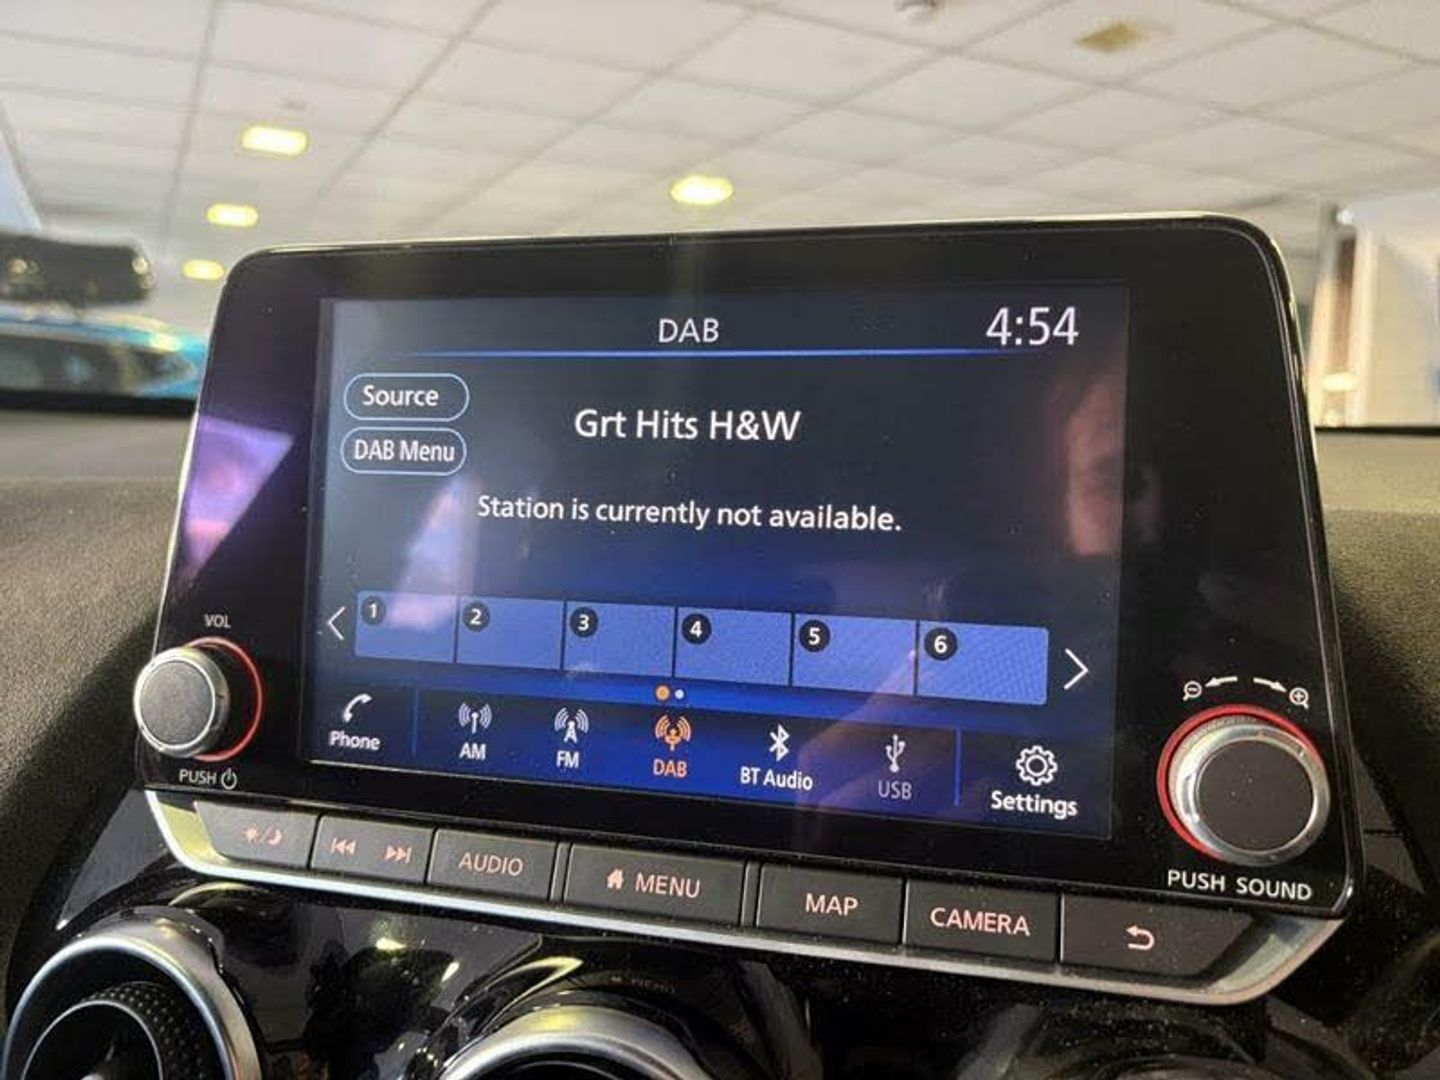 DAB
4:54
Source
Grt Hits H&W
DAB Menu
Station is currently not available.
1 2 3 4 5 6
VOL
Phone AM FM DAB BT Audio USB Settings
PUSH
PUSH SOUND
AUDIO MENU MAP CAMERA